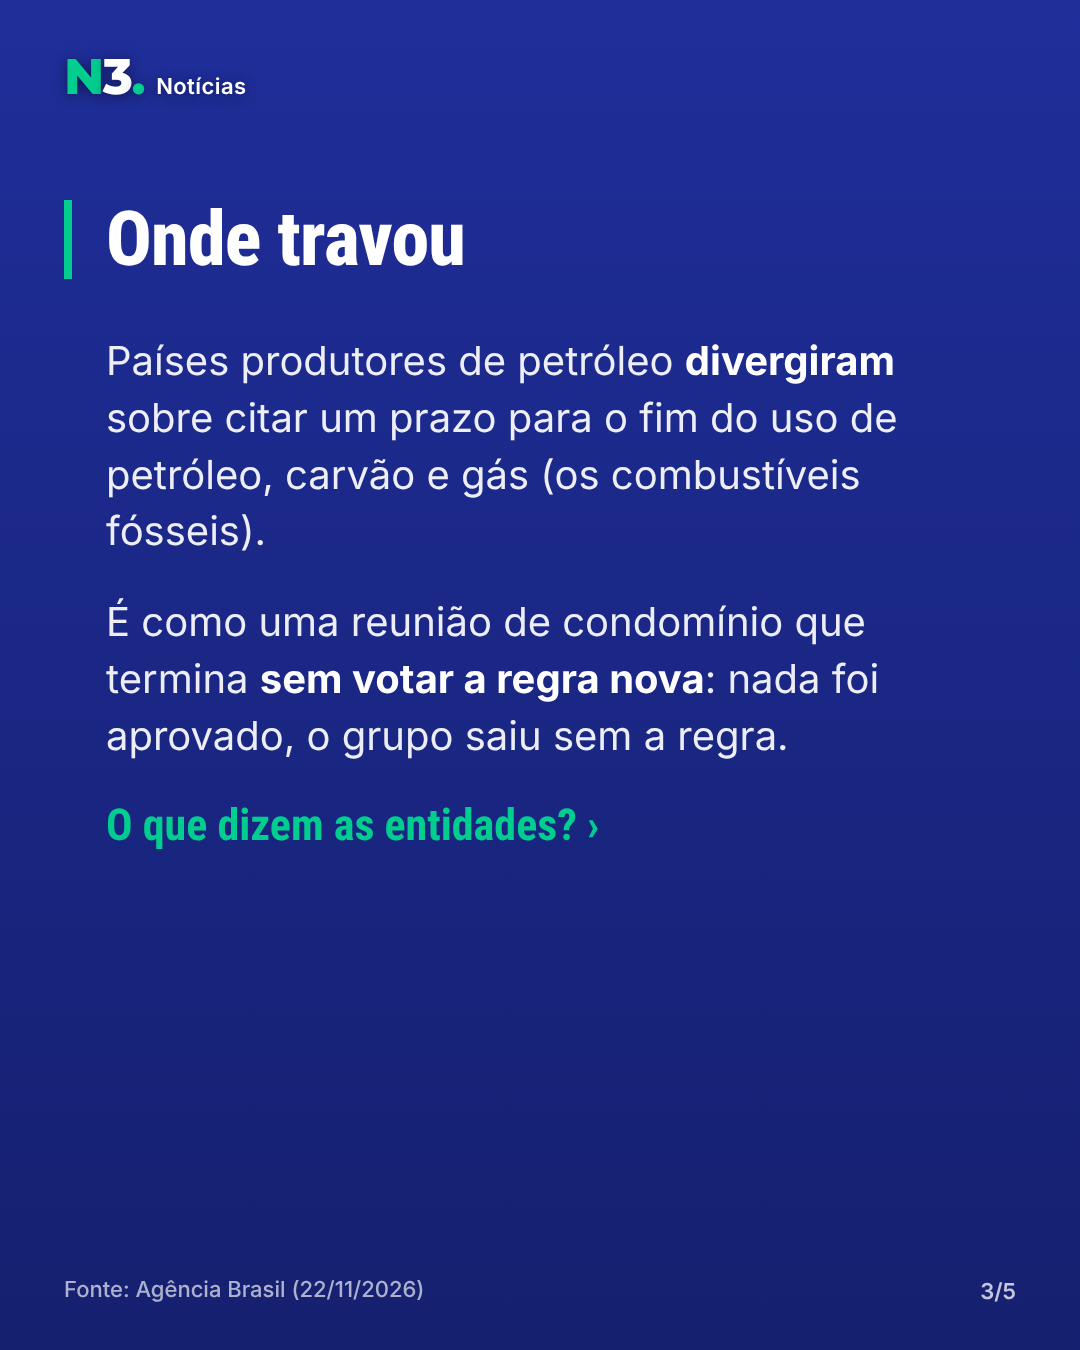 N3. Notícias
Onde travou
Países produtores de petróleo divergiram
sobre citar um prazo para o fim do uso de
petróleo, carvão e gás (os combustíveis
fósseis).
É como uma reunião de condomínio que
termina sem votar a regra nova: nada foi
aprovado, o grupo saiu sem a regra.
O que dizem as entidades? ›
Fonte: Agência Brasil (22/11/2026)
3/5